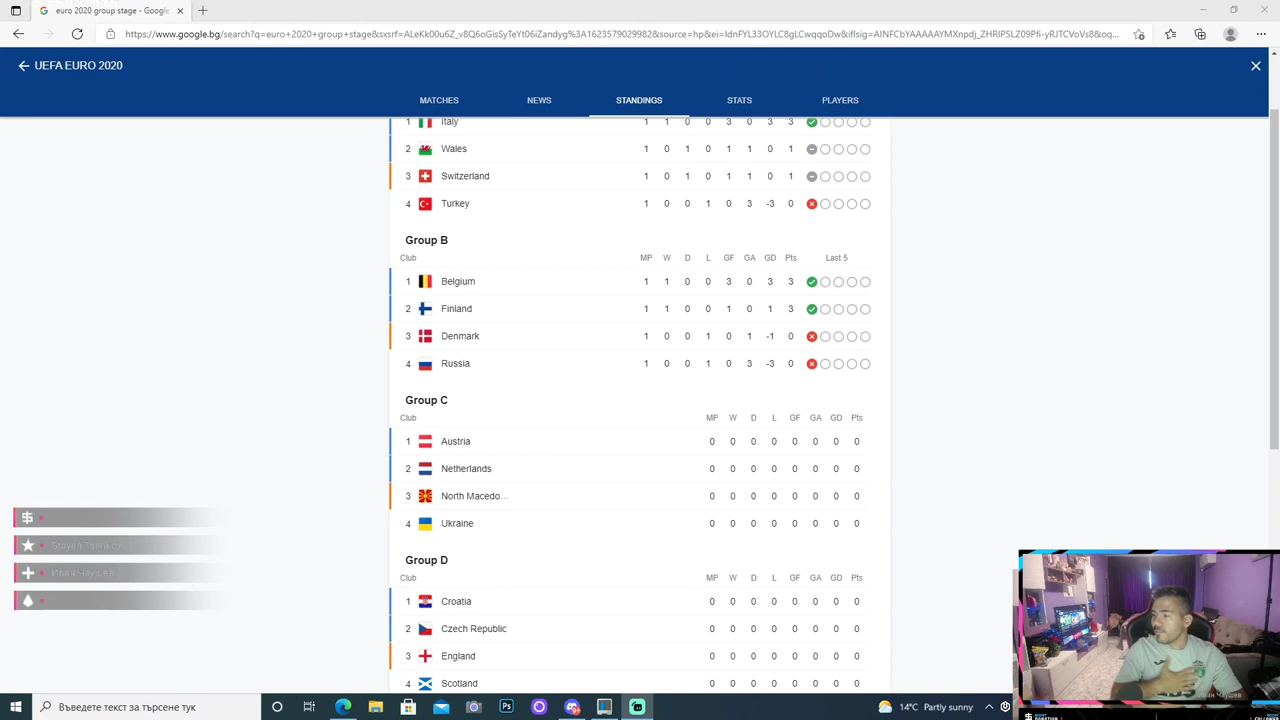 euro 2020 group stage - Google
https://www.google.bg/search?q=euro+2020+group+stage&sxsrf=ALeKk00u6Z_v8Q6oGisSyTeYt06iZandyg%3A1623579029982&source=hp&ei=
UEFA EURO 2020
MATCHES NEWS STANDINGS STATS PLAYERS
1 Italy 1 1 0 0 3 0 3 3
2 Wales 1 0 1 0 1 1 0 1
3 Switzerland 1 0 1 0 1 1 0 1
4 Turkey 1 0 0 1 0 3 -3 0
Group B
Club MP W D L GF GA GD Pts Last 5
1 Belgium 1 1 0 0 3 0 3 3
2 Finland 1 1 0 0 1 0 1 3
3 Denmark 1 0 0 1 0 1 -1 0
4 Russia 1 0 0 1 0 3 -3 0
Group C
Club MP W D L GF GA GD Pts
1 Austria 0 0 0 0 0 0 0 0
2 Netherlands 0 0 0 0 0 0 0 0
3 North Macedo... 0 0 0 0 0 0 0 0
4 Ukraine 0 0 0 0 0 0 0 0
Group D
Club MP W D L GF GA GD Pts
1 Croatia 0 0 0 0 0 0 0 0
2 Czech Republic 0 0 0 0 0 0 0 0
3 England 0 0 0 0 0 0 0 0
4 Scotland 0 0 0 0 0 0 0 0
Stoyan Tsenkov
Илян Чаушев
Илиян Чаушев
Въведете текст за търсене тук
14°C Partly sunny